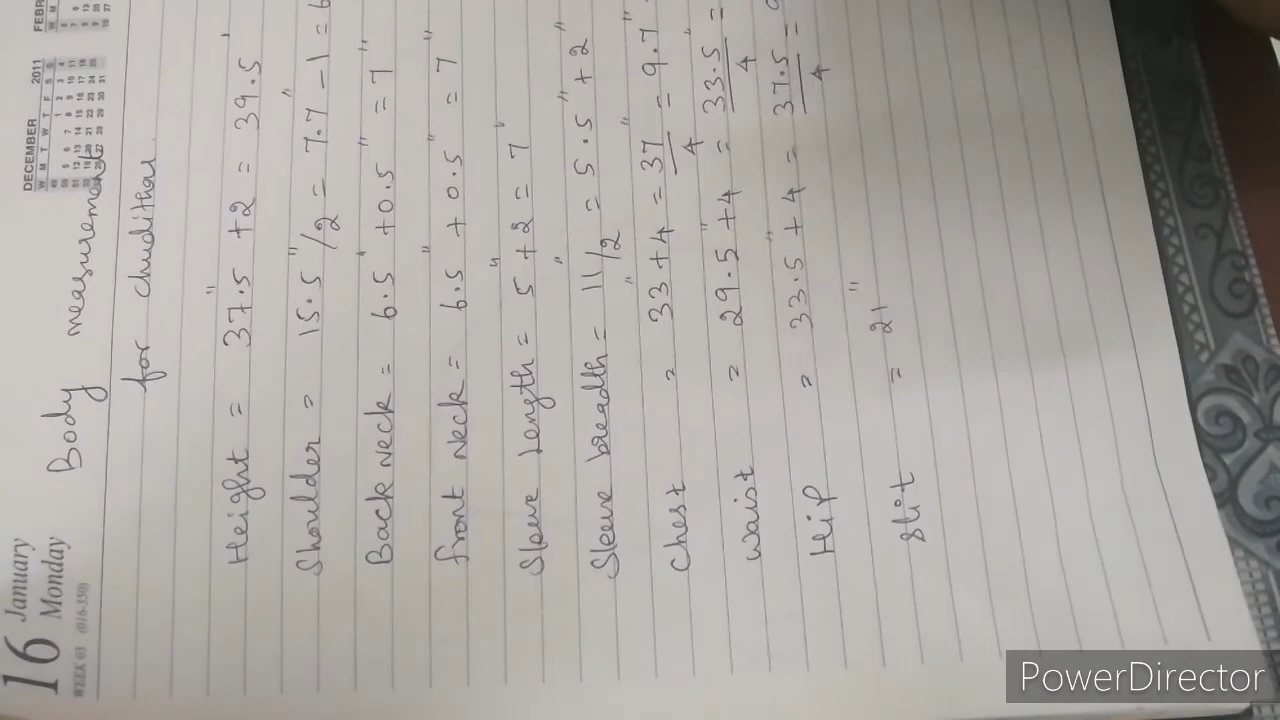 16 January
Monday
WEEK 03 (016-350)
DECEMBER 2011
W M T W T F S S
FEBR
Body measurement
for chudithar
Height = 37.5" + 2 = 39.5"
Shoulder = 15.5"/2 = 7.7" - 1 = 6
Back Neck = 6.5" + 0.5" = 7"
front Neck = 6.5" + 0.5" = 7"
Sleeve Length = 5" + 2 = 7"
Sleeve breadth = 11"/2 = 5.5" + 2"
Chest = 33" + 4 = 37"/4 = 9.7"
Waist = 29.5" + 4 = 33.5"/4 =
Hip = 33.5" + 4 = 37.5/4 =
Slit = 21"
PowerDirector